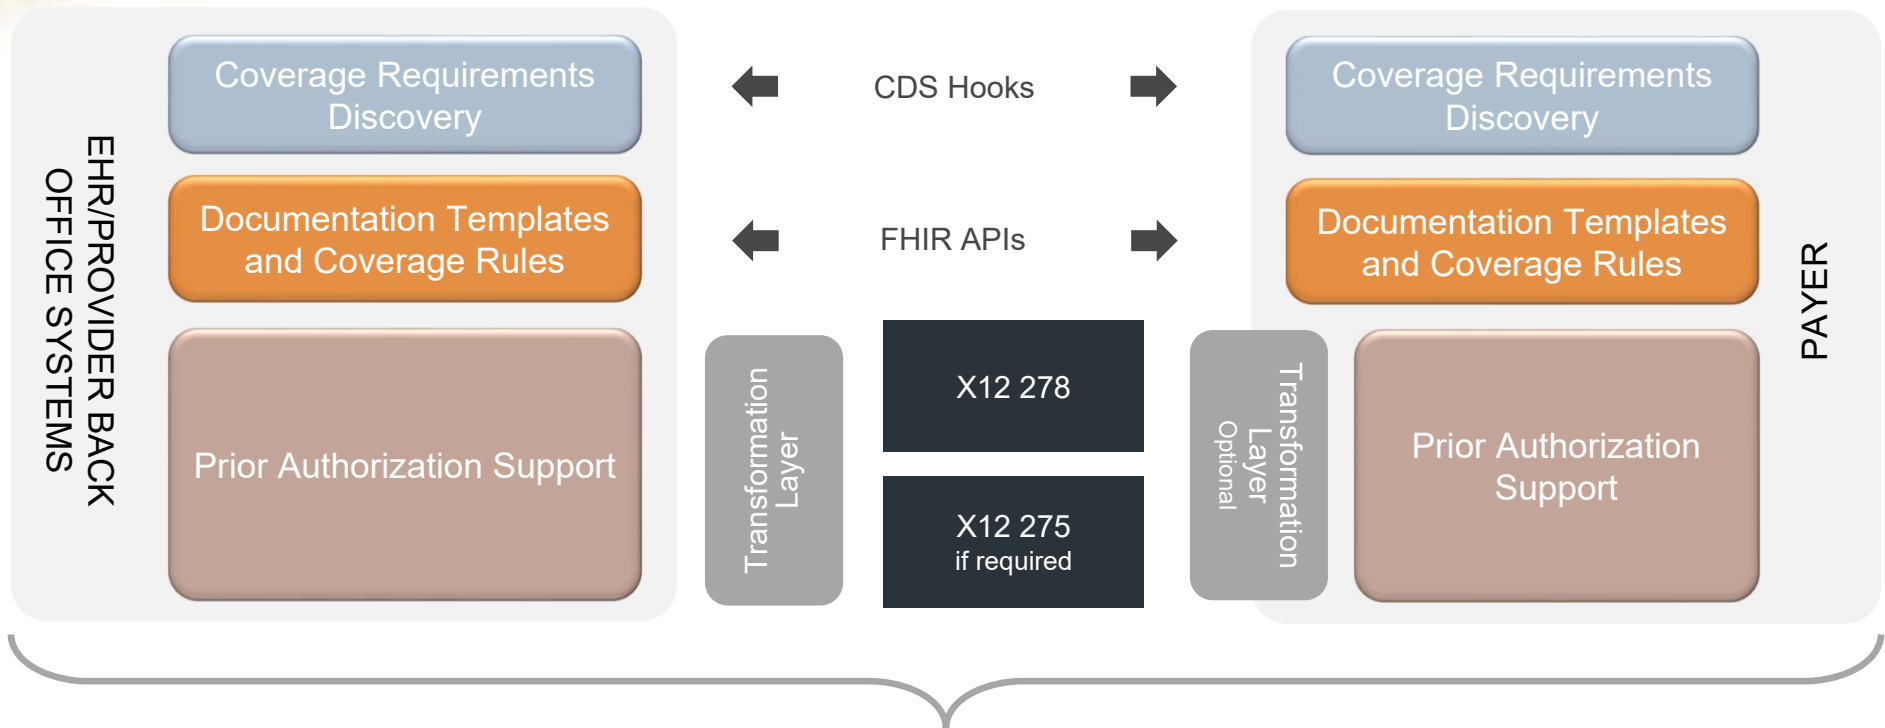 EHR/PROVIDER BACK
OFFICE SYSTEMS
Coverage Requirements
Discovery
Documentation Templates
and Coverage Rules
Prior Authorization Support
CDS Hooks
FHIR APIs
Transformation
Layer
X12 278
X12 275
if required
Transformation
Layer
Optional
Coverage Requirements
Discovery
Documentation Templates
and Coverage Rules
Prior Authorization
Support
PAYER